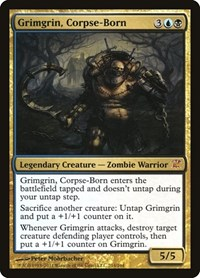 Grimgrin, Corpse-Born 3
Legendary Creature — Zombie Warrior
Grimgrin, Corpse-Born enters the
battlefield tapped and doesn't untap during
your untap step.
Sacrifice another creature: Untap Grimgrin
and put a +1/+1 counter on it.
Whenever Grimgrin attacks, destroy target
creature defending player controls, then
put a +1/+1 counter on Grimgrin.
5/5
Peter Mohrbacher